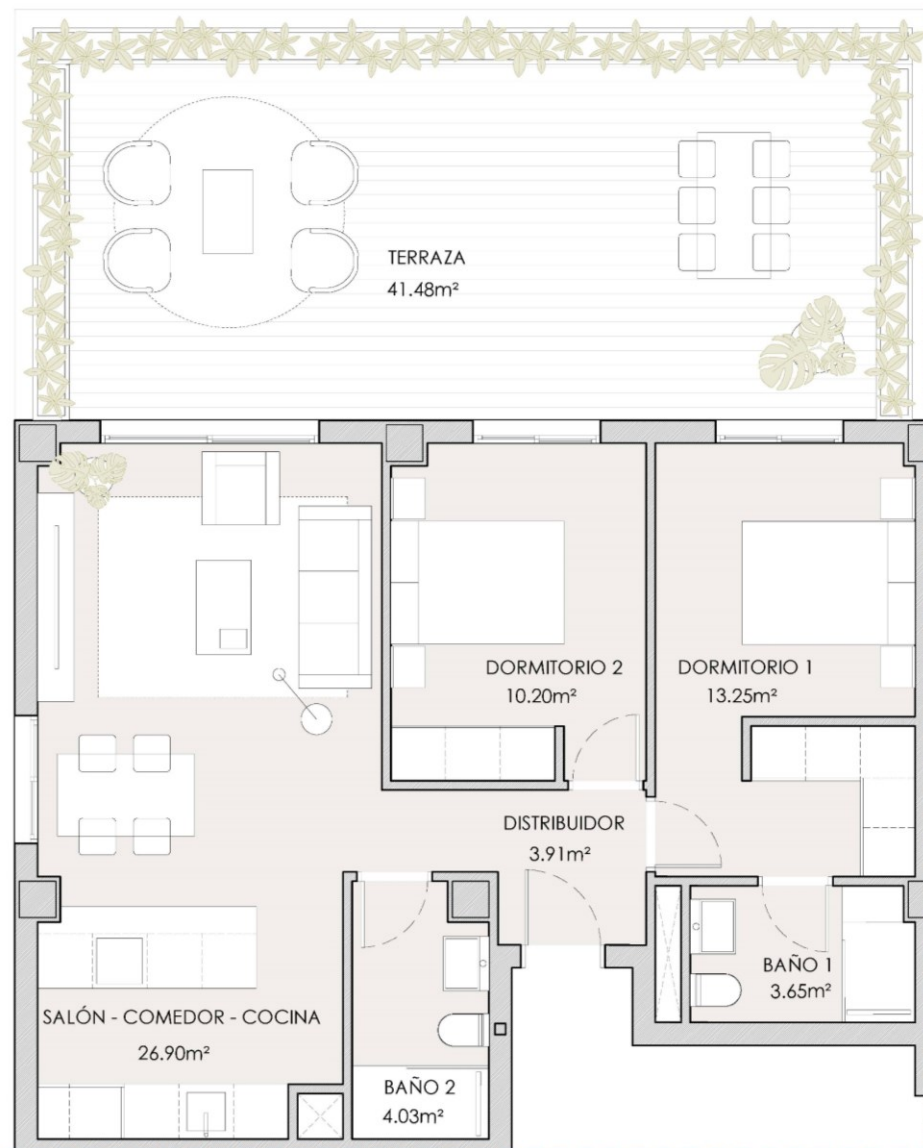 TERRAZA
41.48m²
DORMITORIO 2
10.20m²
DORMITORIO 1
13.25m²
DISTRIBUIDOR
3.91m²
BAÑO 1
3.65m²
SALÓN - COMEDOR - COCINA
26.90m²
BAÑO 2
4.03m²